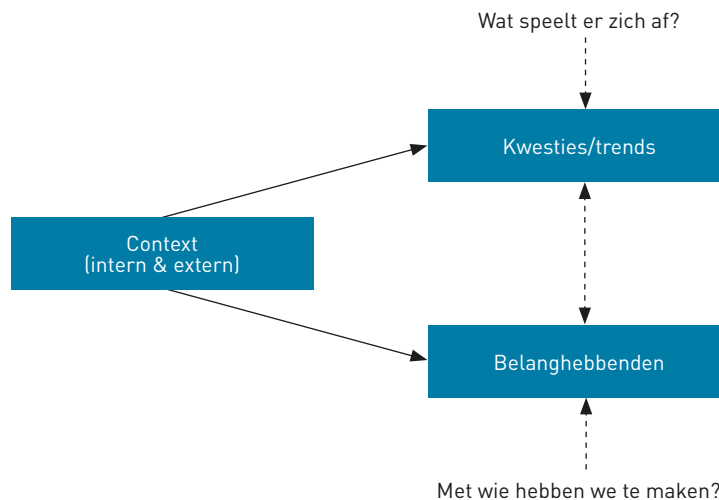 Wat speelt er zich af?
Kwesties/trends
Context
(intern & extern)
Belanghebbenden
Met wie hebben we te maken?